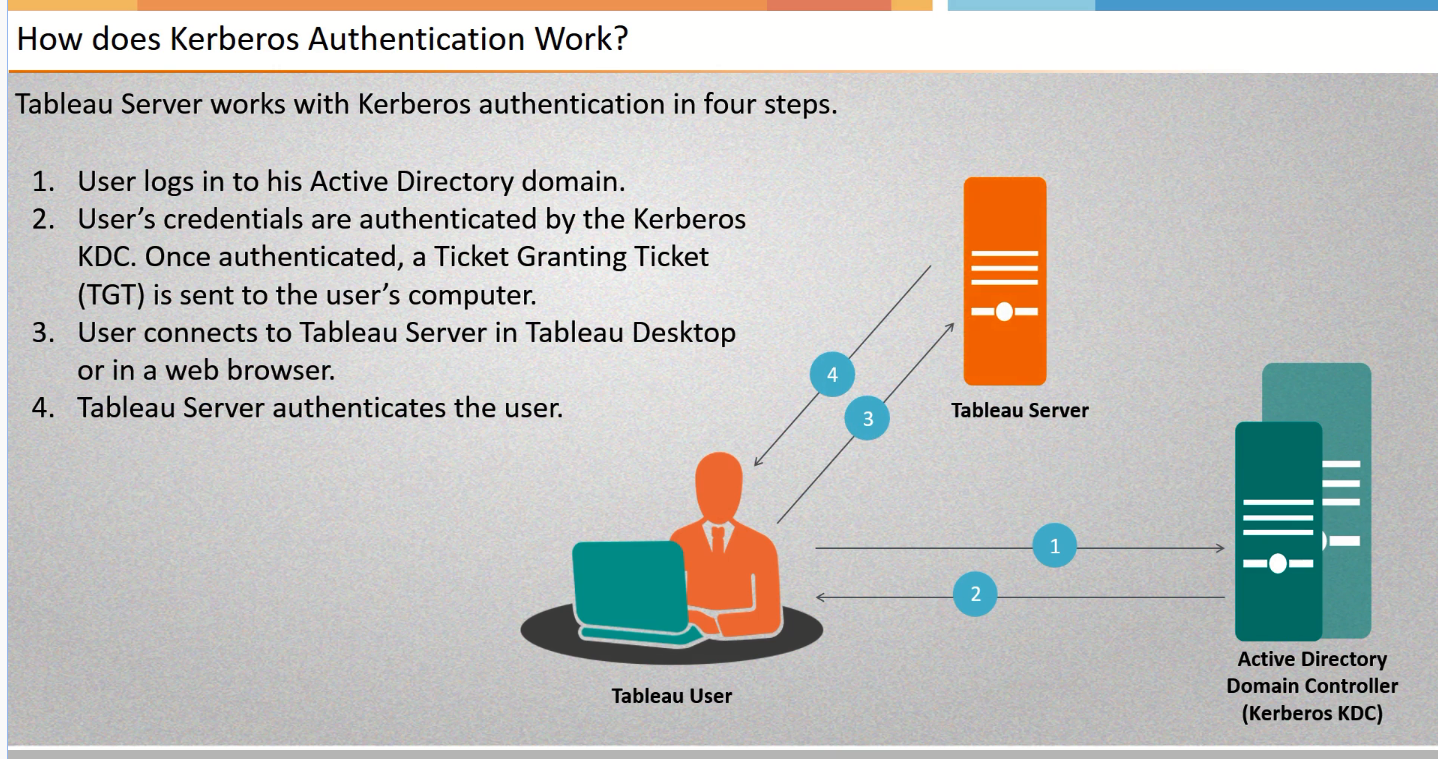 How does Kerberos Authentication Work?
Tableau Server works with Kerberos authentication in four steps.
1. User logs in to his Active Directory domain.
2. User’s credentials are authenticated by the Kerberos
KDC. Once authenticated, a Ticket Granting Ticket
(TGT) is sent to the user’s computer.
3. User connects to Tableau Server in Tableau Desktop
or in a web browser.
4. Tableau Server authenticates the user.
4
3
Tableau Server
1
2
Tableau User
Active Directory
Domain Controller
(Kerberos KDC)